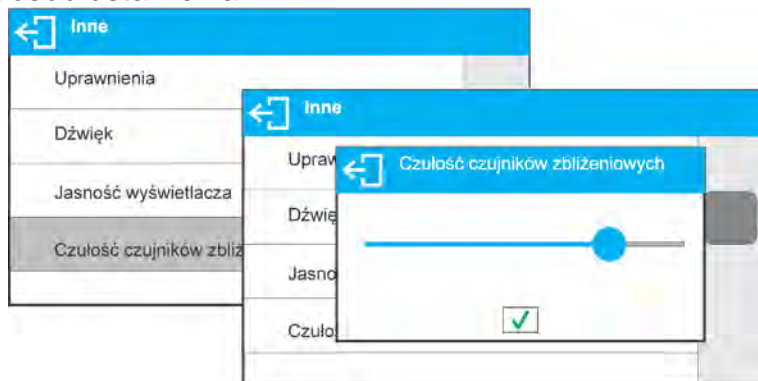 Inne
Uprawnienia
Dźwięk
Jasność wyświetlacza
Czułość czujników zbliż
Inne
Upraw
Dźwię
Jasno
Czuło
Czułość czujników zbliżeniowych